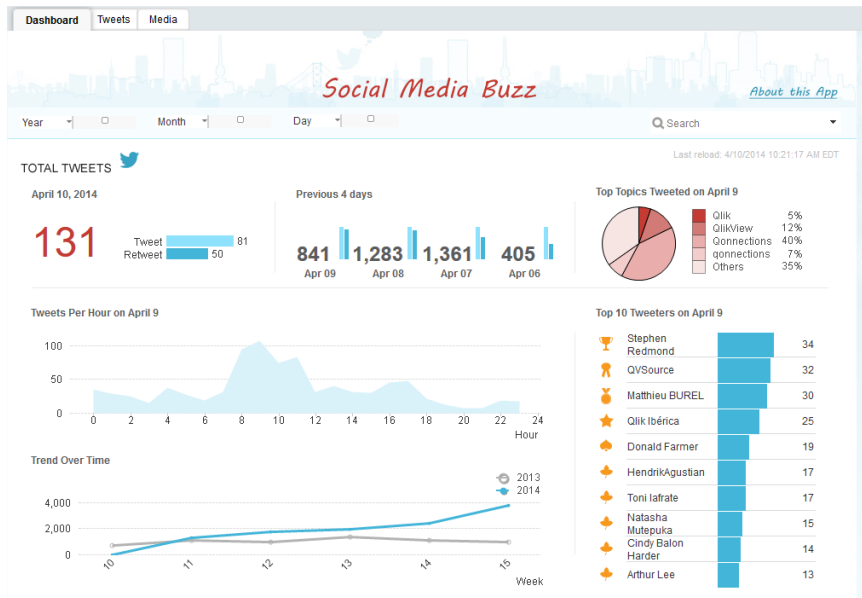 Dashboard Tweets Media
Social Media Buzz
About this App
Year Month Day Search
Last reload: 4/10/2014 10:21:17 AM EDT
TOTAL TWEETS
April 10, 2014
131
Tweet 81
Retweet 50
Previous 4 days
841 1,283 1,361 405
Apr 09 Apr 08 Apr 07 Apr 06
Top Topics Tweeted on April 9
Qlik 5%
QlikView 12%
Qonnections 40%
qonnections 7%
Others 35%
Tweets Per Hour on April 9
100
50
0
0 2 4 6 8 10 12 14 16 18 20 22 24
Hour
Trend Over Time
2013
2014
4,000
2,000
0
10 11 12 13 14 15
Week
Top 10 Tweeters on April 9
Stephen
Redmond 34
QVSource 32
Matthieu BUREL 30
Qlik Ibérica 25
Donald Farmer 19
HendrikAgustian 17
Toni Iafrate 17
Natasha
Mutepuka 15
Cindy Balon
Harder 14
Arthur Lee 13